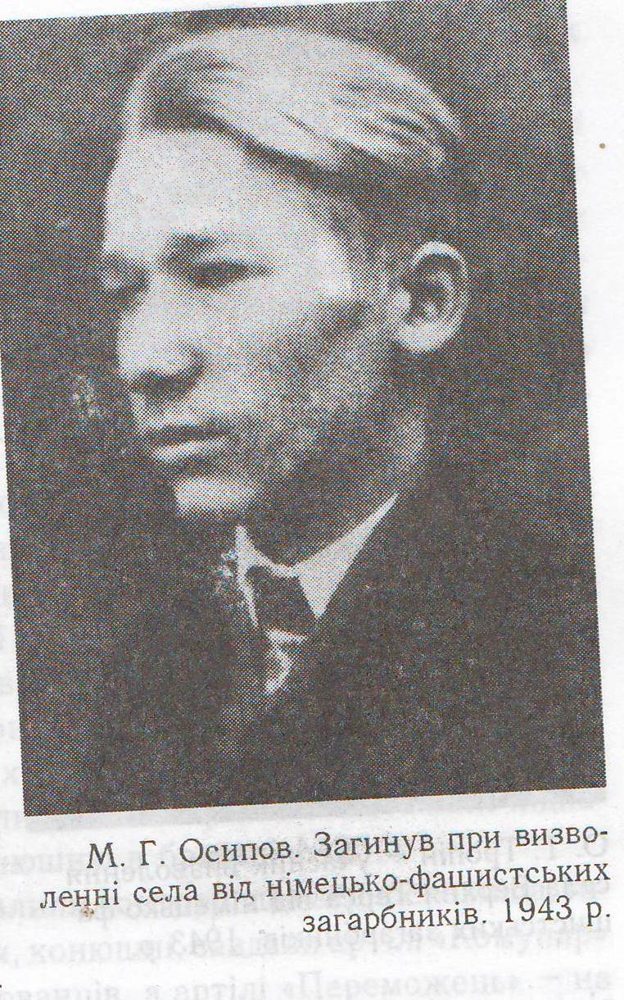 М. Г. Осипов. Загинув при визво-
ленні села від німецько-фашистських
загарбників. 1943 р.